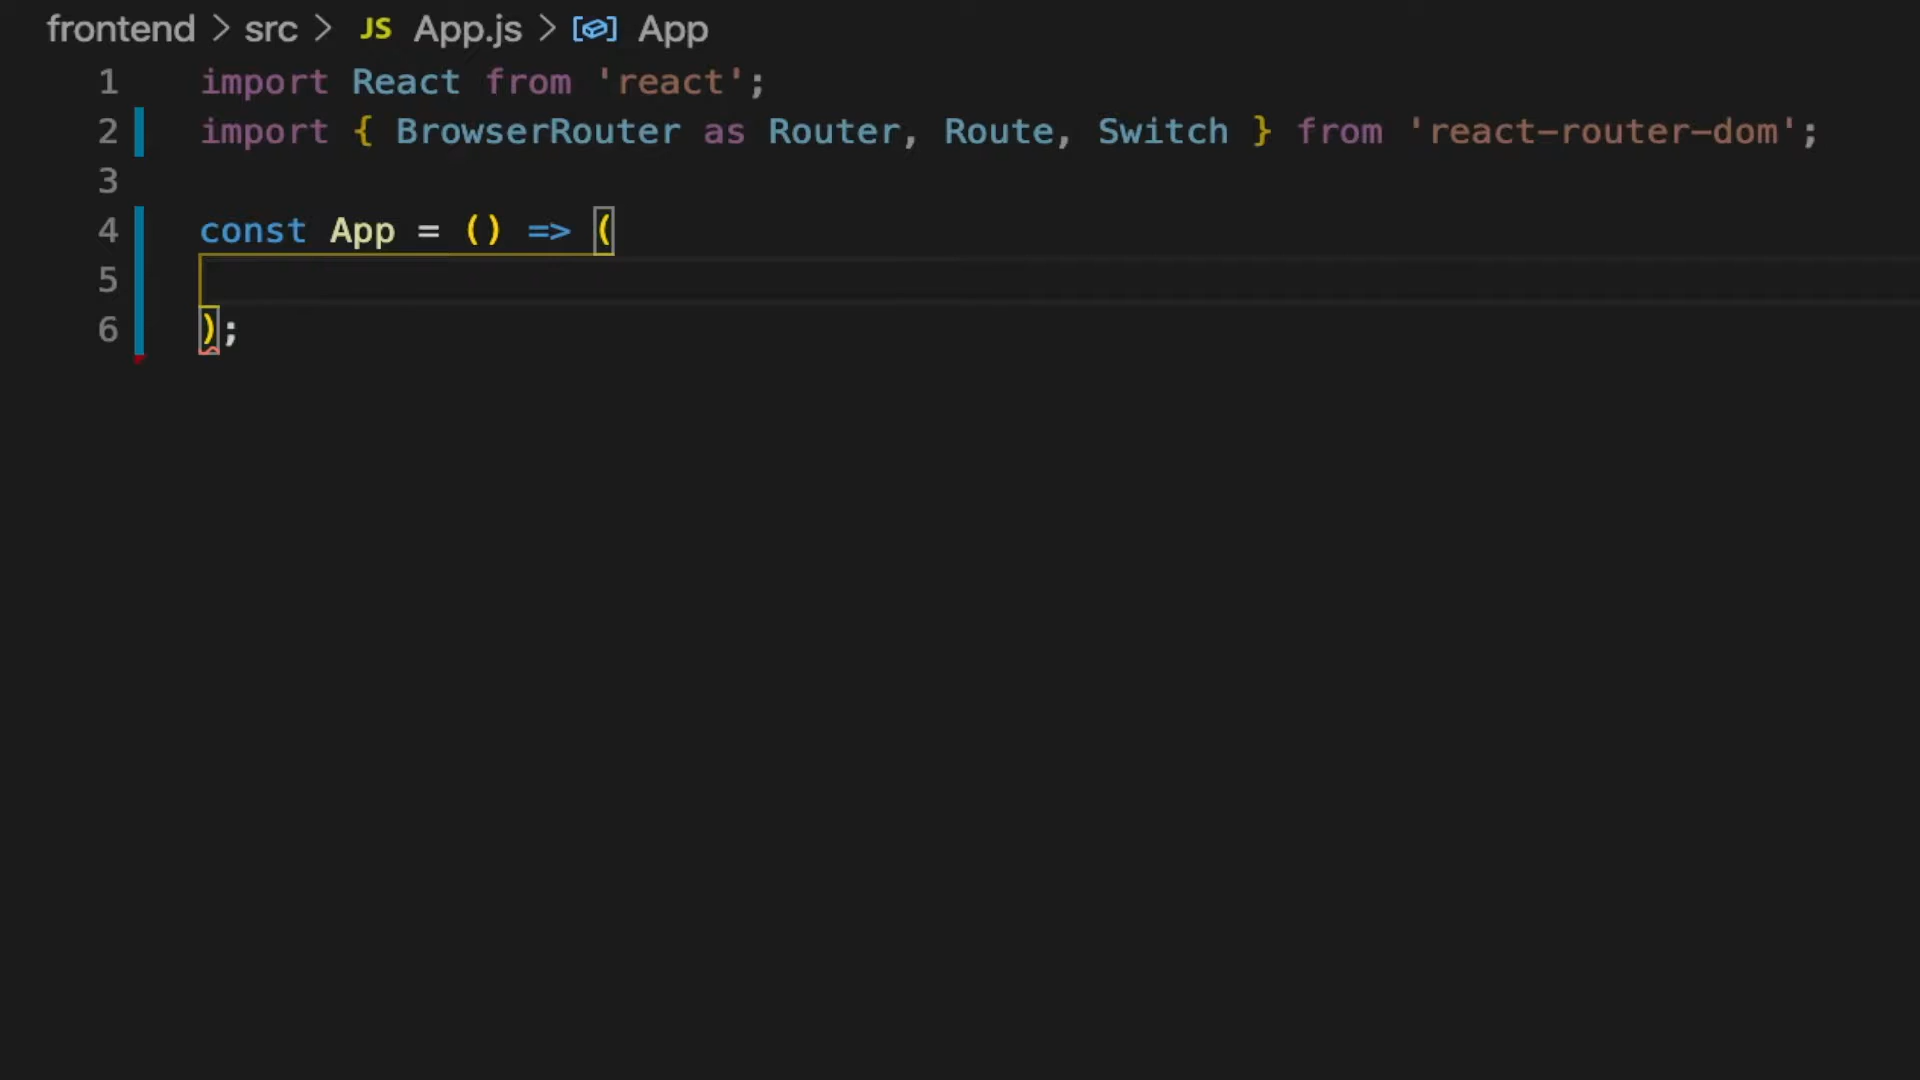 frontend > src > JS App.js > App
1 import React from 'react';
2 import { BrowserRouter as Router, Route, Switch } from 'react-router-dom';
3
4 const App = () => (
5
6 );